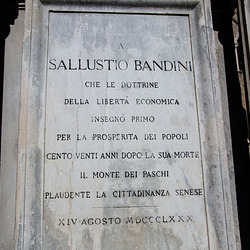 A
SALLUSTIO BANDINI
CHE LE DOTTRINE
DELLA LIBERTÀ ECONOMICA
INSEGNÒ PRIMO
PER LA PROSPERITÀ DEI POPOLI
CENTO VENTI ANNI DOPO LA SUA MORTE
IL MONTE DEI PASCHI
PLAUDENTE LA CITTADINANZA SENESE
XIV AGOSTO MDCCCLXXX